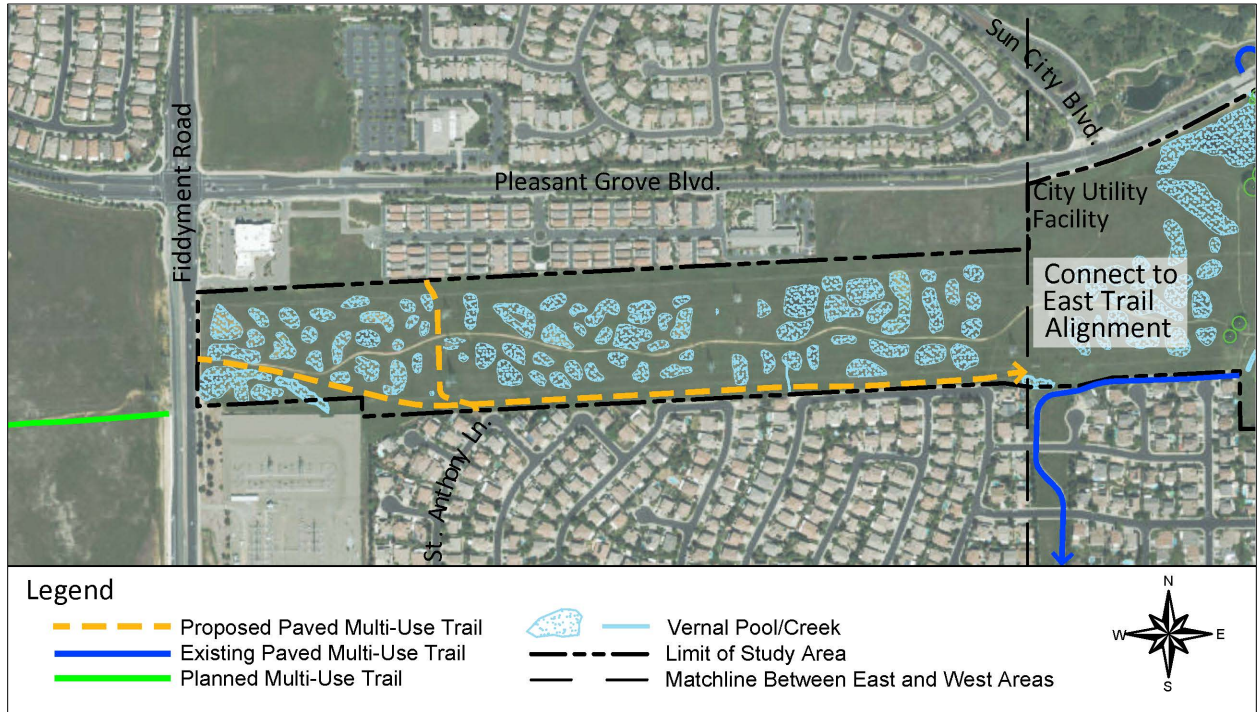 Sun City Blvd.
Fiddyment Road
Pleasant Grove Blvd.
City Utility
Facility
Connect to
East Trail
Alignment
St. Anthony Ln.
Legend
Proposed Paved Multi-Use Trail
Existing Paved Multi-Use Trail
Planned Multi-Use Trail
Vernal Pool/Creek
Limit of Study Area
Matchline Between East and West Areas
N
W
E
S